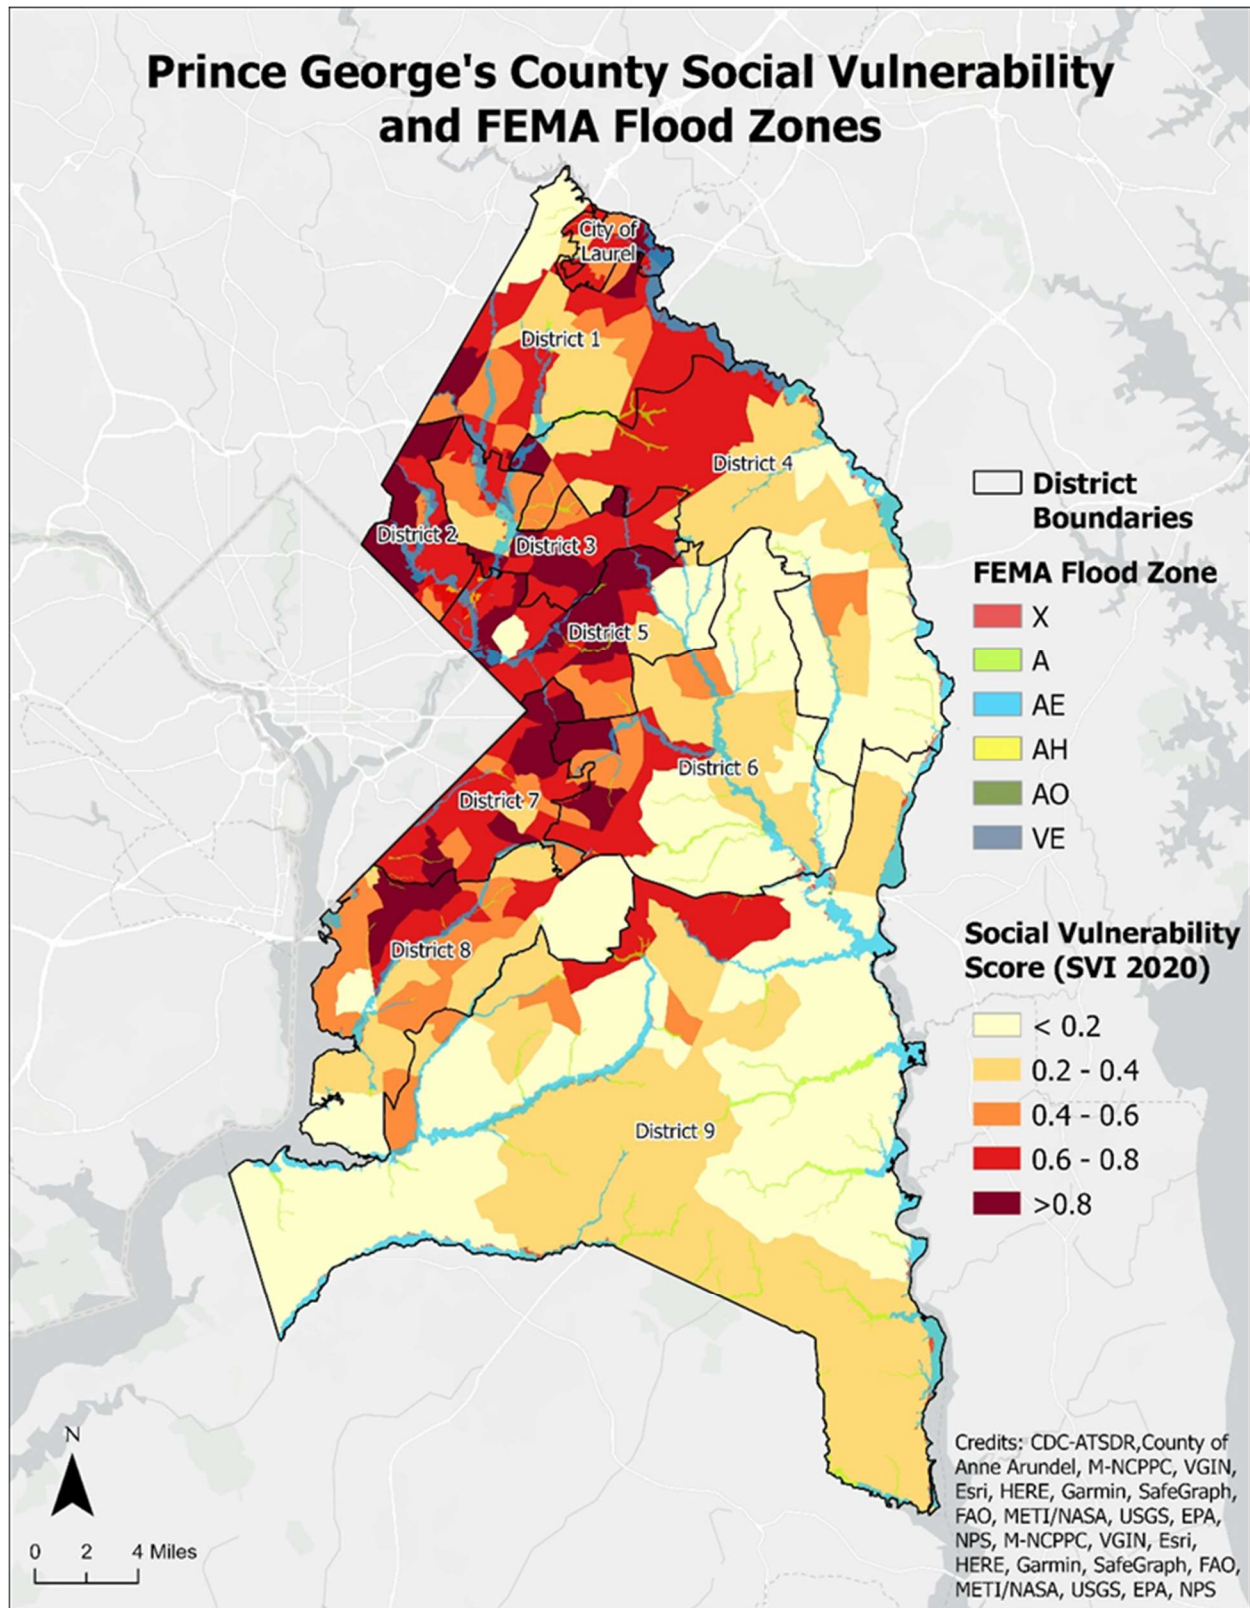 Prince George's County Social Vulnerability
and FEMA Flood Zones
City of
Laurel
District 1
District 4
District 2
District 3
District 5
District 6
District 7
District 8
District 9
District
Boundaries
FEMA Flood Zone
X
A
AE
AH
AO
VE
Social Vulnerability
Score (SVI 2020)
< 0.2
0.2 - 0.4
0.4 - 0.6
0.6 - 0.8
>0.8
N
0 2 4 Miles
Credits: CDC-ATSDR,County of
Anne Arundel, M-NCPPC, VGIN,
Esri, HERE, Garmin, SafeGraph,
FAO, METI/NASA, USGS, EPA,
NPS, M-NCPPC, VGIN, Esri,
HERE, Garmin, SafeGraph, FAO,
METI/NASA, USGS, EPA, NPS